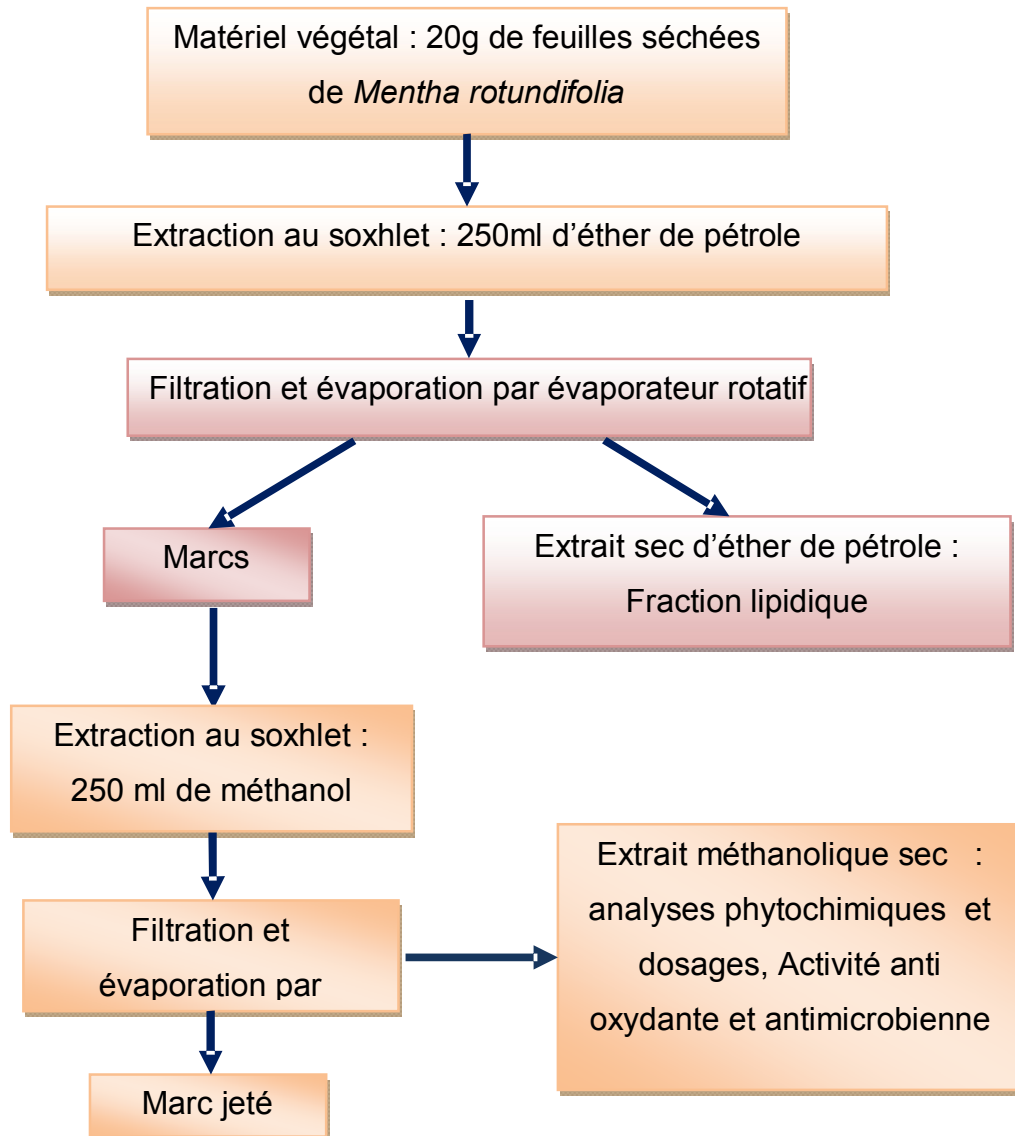 Matériel végétal : 20g de feuilles séchées
de Mentha rotundifolia
Extraction au soxhlet : 250ml d’éther de pétrole
Filtration et évaporation par évaporateur rotatif
Marcs
Extrait sec d’éther de pétrole :
Fraction lipidique
Extraction au soxhlet :
250 ml de méthanol
Filtration et
évaporation par
Extrait méthanolique sec :
analyses phytochimiques et
dosages, Activité anti
oxydante et antimicrobienne
Marc jeté